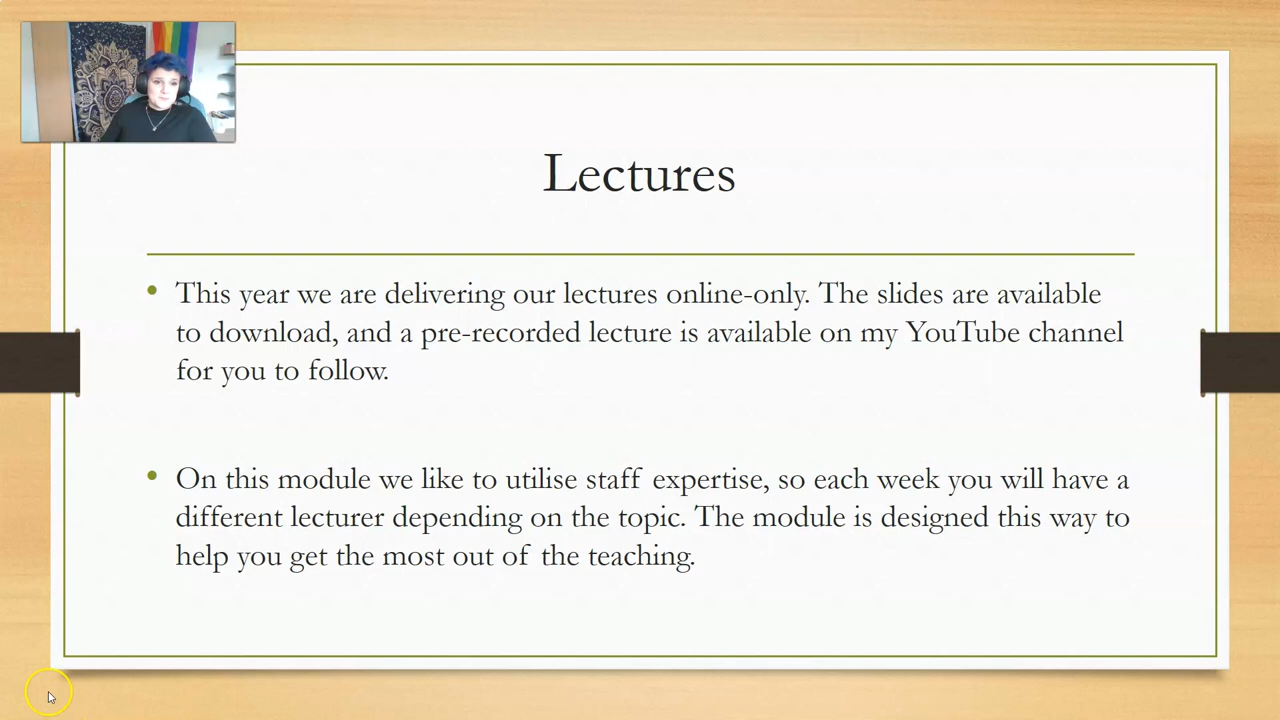 Lectures
This year we are delivering our lectures online-only. The slides are available
to download, and a pre-recorded lecture is available on my YouTube channel
for you to follow.
On this module we like to utilise staff expertise, so each week you will have a
different lecturer depending on the topic. The module is designed this way to
help you get the most out of the teaching.